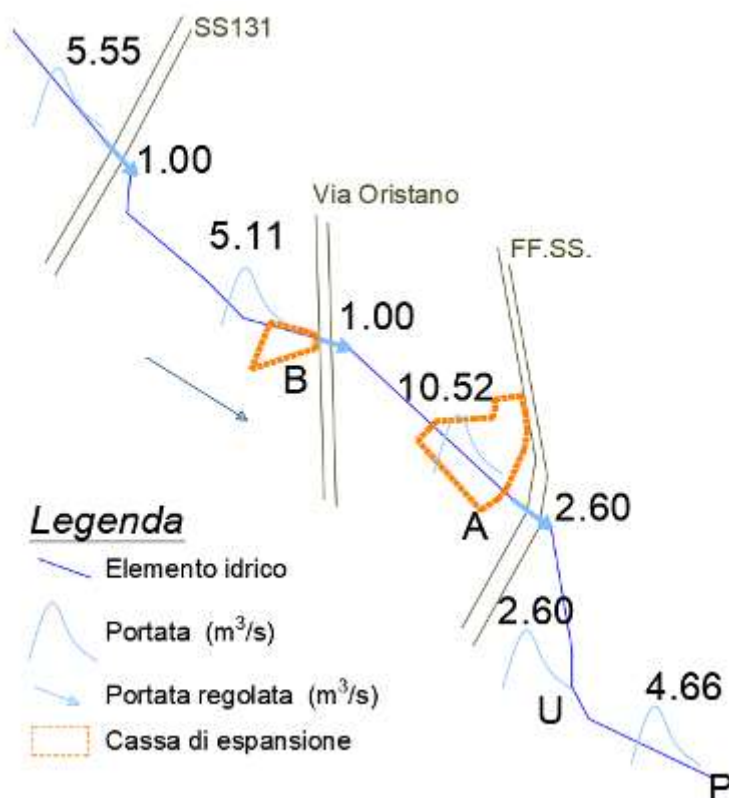 SS131
5.55
1.00
Via Oristano
5.11
FF.SS.
1.00
B
10.52
A
2.60
2.60
U
4.66
P
Legenda
Elemento idrico
Portata (m³/s)
Portata regolata (m³/s)
Cassa di espansione